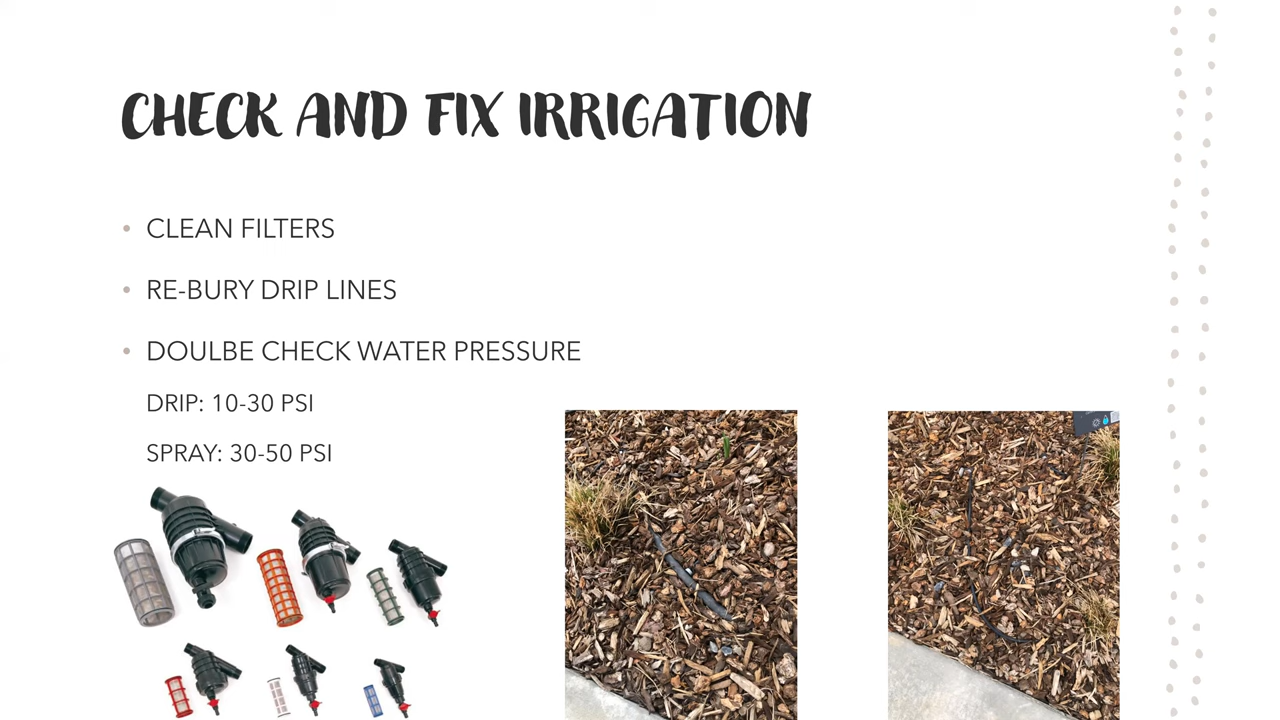 CHECK AND FIX IRRIGATION
• CLEAN FILTERS
• RE-BURY DRIP LINES
• DOULBE CHECK WATER PRESSURE
DRIP: 10-30 PSI
SPRAY: 30-50 PSI